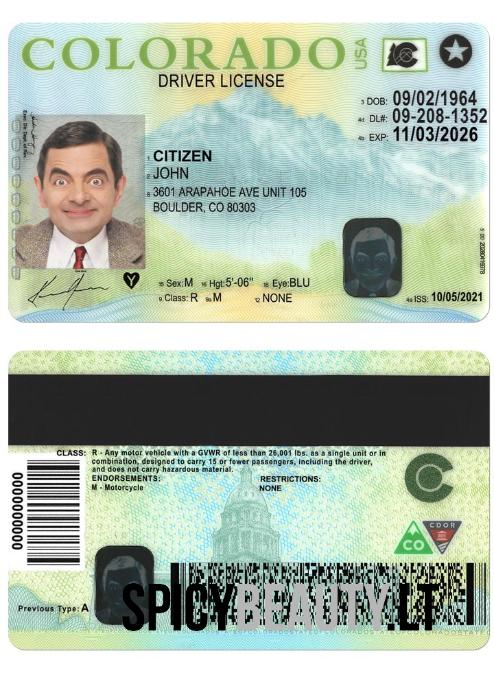 COLORADO USA
DRIVER LICENSE
3 DOB: 09/02/1964
4d DL#: 09-208-1352
4b EXP: 11/03/2026
1 CITIZEN
2 JOHN
8 3601 ARAPAHOE AVE UNIT 105
BOULDER, CO 80303
15 Sex:M 16 Hgt:5'-06" 18 Eye:BLU
9 Class: R 9a M 12 NONE
4a ISS: 10/05/2021
Y
CLASS: R - Any motor vehicle with a GVWR of less than 26,001 lbs. as a single unit or in
combination, designed to carry 15 or fewer passengers, including the driver,
and does not carry hazardous material.
ENDORSEMENTS: RESTRICTIONS:
M - Motorcycle NONE
00000000000
CO CDOR
Previous Type: A
SPICYBEAUTY.LT